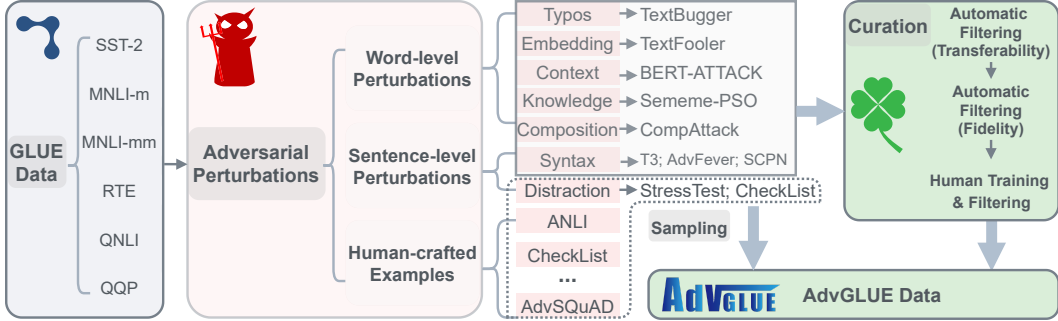 GLUE
Data
SST-2
MNLI-m
MNLI-mm
RTE
QNLI
QQP
Adversarial
Perturbations
Word-level
Perturbations
Sentence-level
Perturbations
Human-crafted
Examples
Typos
TextBugger
Embedding
TextFooler
Context
BERT-ATTACK
Knowledge
Sememe-PSO
Composition
CompAttack
Syntax
T3; AdvFever; SCPN
Distraction
StressTest; CheckList
ANLI
CheckList
...
AdvSQuAD
Sampling
Curation
Automatic
Filtering
(Transferability)
Automatic
Filtering
(Fidelity)
Human Training
& Filtering
ADVGLUE
AdvGLUE Data